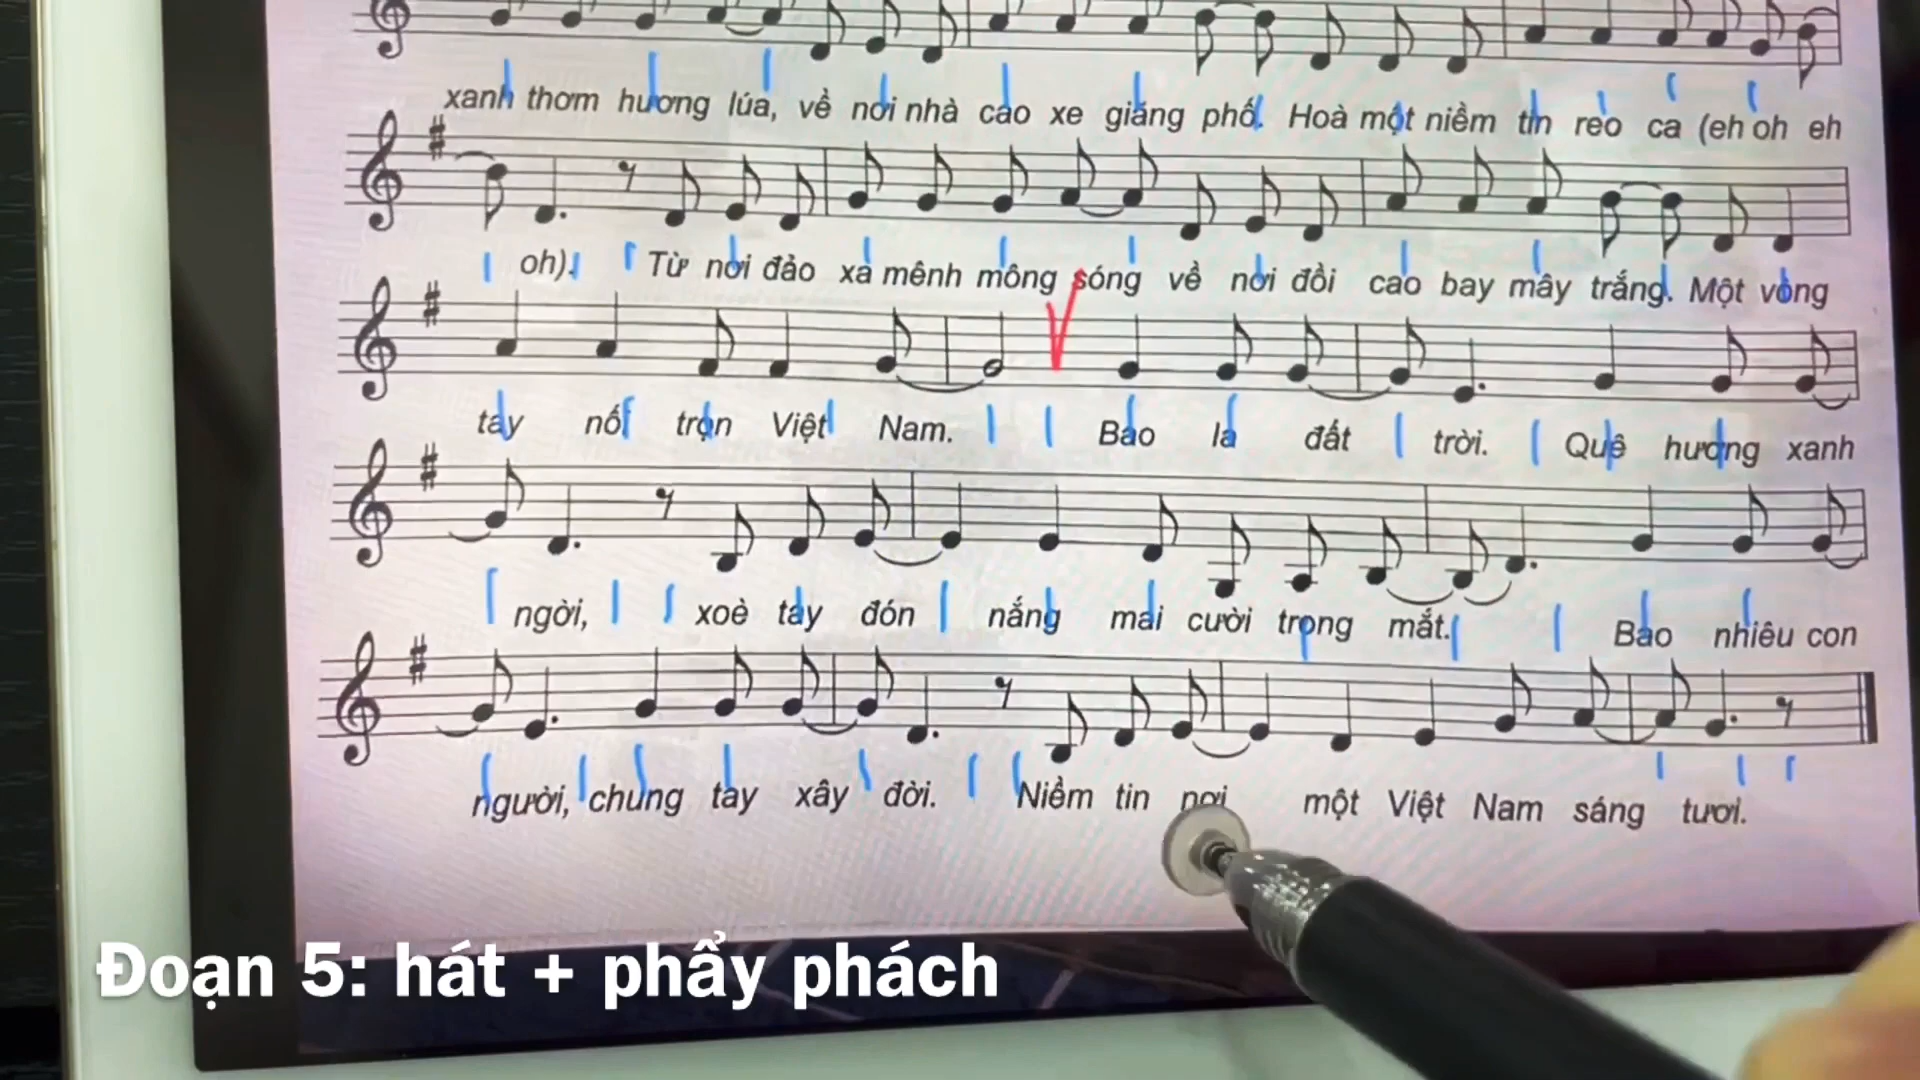 xanh thơm hương lúa, về nơi nhà cao xe giăng phố. Hoà một niềm tin reo ca (eh oh eh
oh). Từ nơi đảo xa mênh mông sóng về nơi đồi cao bay mây trắng. Một vòng
tay nối trọn Việt Nam. Bao la đất trời. Quê hương xanh
ngời, xoè tay đón nắng mai cười trong mắt. Bao nhiêu con
người, chung tay xây đời. Niềm tin nơi một Việt Nam sáng tươi.
Đoạn 5: hát + phẩy phách